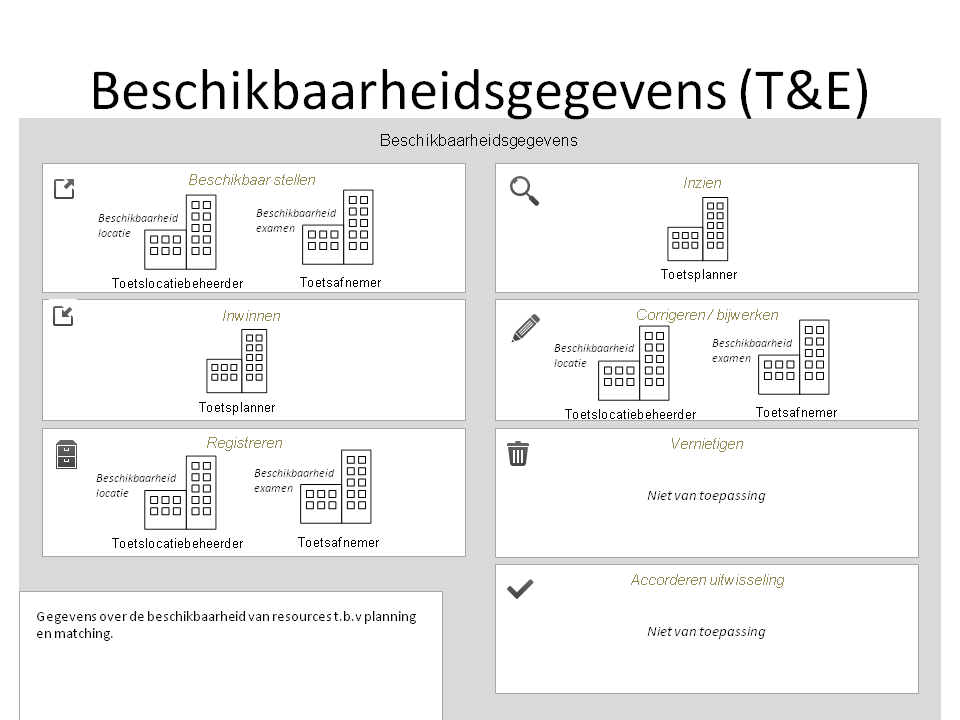 Beschikbaarheidsgegevens (T&E)
Beschikbaarheidsgegevens
Beschikbaar stellen
Beschikbaarheid
locatie
Toetslocatiebeheerder
Beschikbaarheid
examen
Toetsafnemer
Inwinnen
Toetsplanner
Registreren
Beschikbaarheid
locatie
Toetslocatiebeheerder
Beschikbaarheid
examen
Toetsafnemer
Gegevens over de beschikbaarheid van resources t.b.v planning
en matching.
Inzien
Toetsplanner
Corrigeren / bijwerken
Beschikbaarheid
locatie
Toetslocatiebeheerder
Beschikbaarheid
examen
Toetsafnemer
Vernietigen
Niet van toepassing
Accorderen uitwisseling
Niet van toepassing